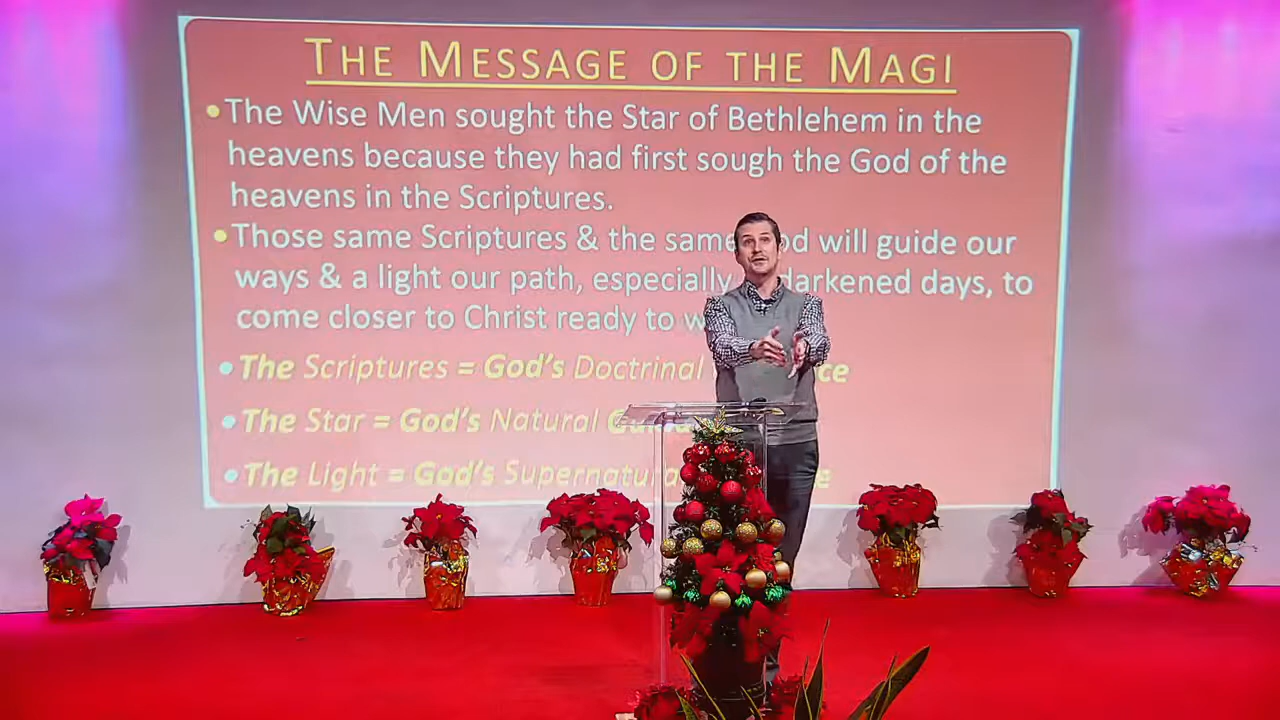 THE MESSAGE OF THE MAGI
•The Wise Men sought the Star of Bethlehem in the
heavens because they had first sough the God of the
heavens in the Scriptures.
•Those same Scriptures & the same will guide our
ways & a light our path, especially darkened days, to
come closer to Christ ready to
•The Scriptures = God's Doctrinal
•The Star = God's Natural
•The Light = God's